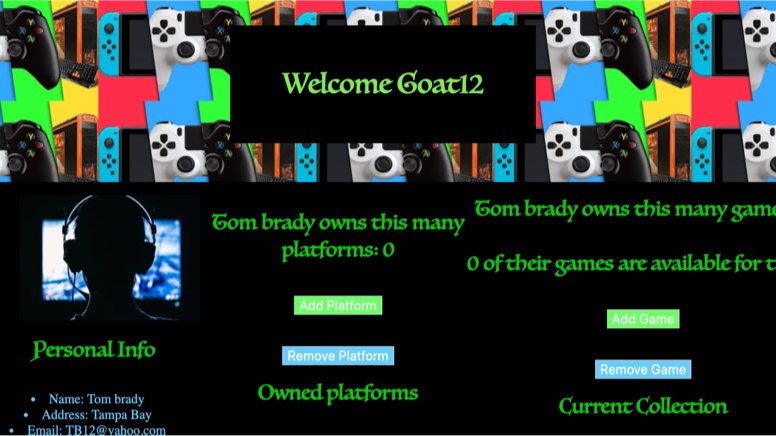 Welcome Goat12
Tom brady owns this many
platforms: 0
Add Platform
Remove Platform
Owned platforms
Tom brady owns this many game
0 of their games are available for t
Add Game
Remove Game
Current Collection
Personal Info
Name: Tom brady
Address: Tampa Bay
Email: TB12@yahoo.com